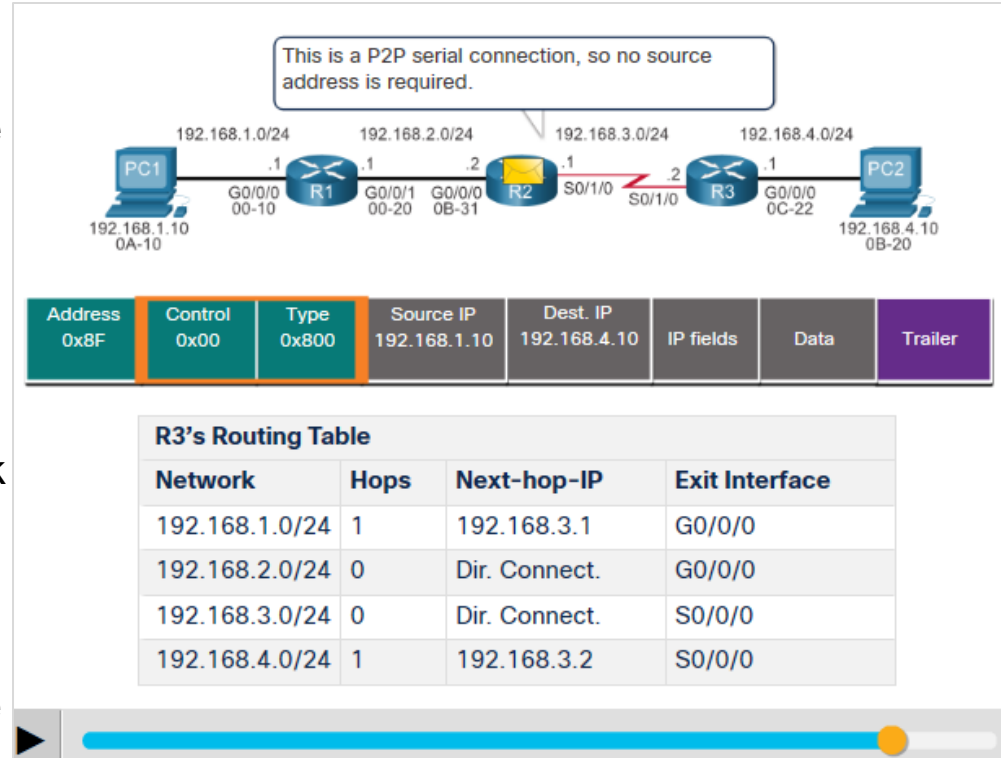 This is a P2P serial connection, so no source
address is required.
192.168.1.0/24 192.168.2.0/24 192.168.3.0/24 192.168.4.0/24
PC1 .1 .1 .2 .1 .2 .1 PC2
G0/0/0 R1 G0/0/1 G0/0/0 R2 S0/1/0 S0/1/0 R3 G0/0/0
00-10 00-20 0B-31 0C-22
192.168.1.10 192.168.4.10
0A-10 0B-20
Address Control Type Source IP Dest. IP IP fields Data Trailer
0x8F 0x00 0x800 192.168.1.10 192.168.4.10
R3's Routing Table
Network Hops Next-hop-IP Exit Interface
192.168.1.0/24 1 192.168.3.1 G0/0/0
192.168.2.0/24 0 Dir. Connect. G0/0/0
192.168.3.0/24 0 Dir. Connect. S0/0/0
192.168.4.0/24 1 192.168.3.2 S0/0/0